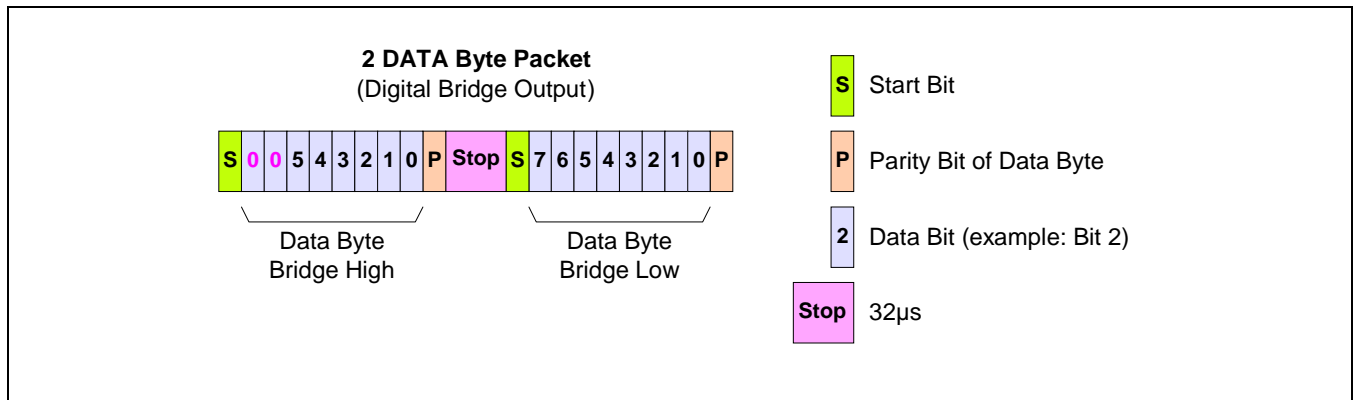 2 DATA Byte Packet
(Digital Bridge Output)
S 0 0 5 4 3 2 1 0 P Stop S 7 6 5 4 3 2 1 0 P
Data Byte
Bridge High
Data Byte
Bridge Low
S Start Bit
P Parity Bit of Data Byte
2 Data Bit (example: Bit 2)
Stop 32µs